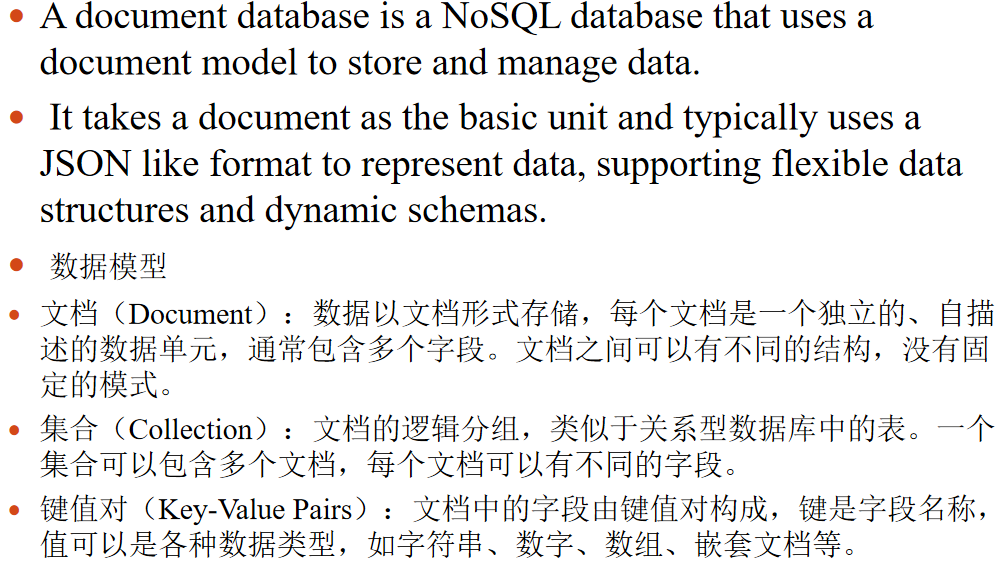 • A document database is a NoSQL database that uses a
document model to store and manage data.
• It takes a document as the basic unit and typically uses a
JSON like format to represent data, supporting flexible data
structures and dynamic schemas.
• 数据模型
• 文档（Document）：数据以文档形式存储，每个文档是一个独立的、自描
述的数据单元，通常包含多个字段。文档之间可以有不同的结构，没有固
定的模式。
• 集合（Collection）：文档的逻辑分组，类似于关系型数据库中的表。一个
集合可以包含多个文档，每个文档可以有不同的字段。
• 键值对（Key-Value Pairs）：文档中的字段由键值对构成，键是字段名称，
值可以是各种数据类型，如字符串、数字、数组、嵌套文档等。